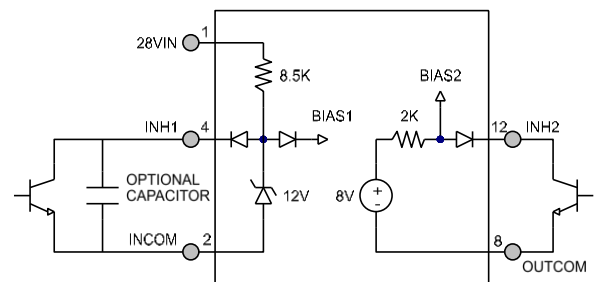 28VIN 1
8.5K
BIAS1
BIAS2
2K
INH1 4
12 INH2
OPTIONAL
CAPACITOR
12V
8V
+
-
INCOM 2
8
OUTCOM